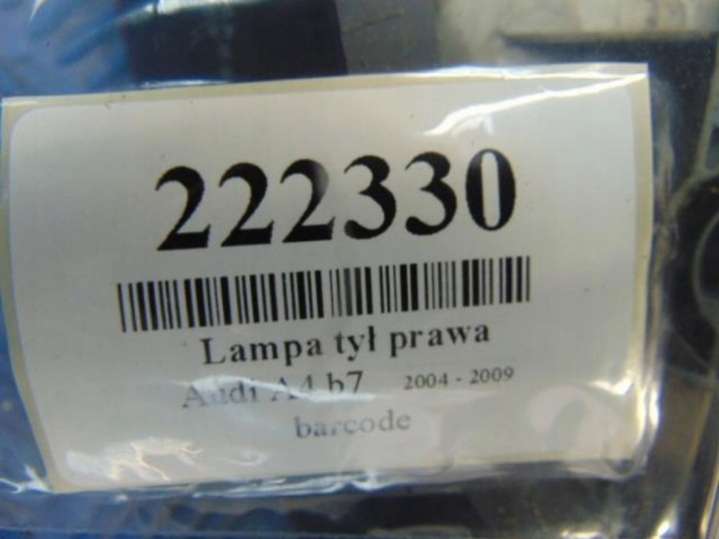 222330
Lampa tył prawa
Audi A4 b7 2004 - 2009
barcode